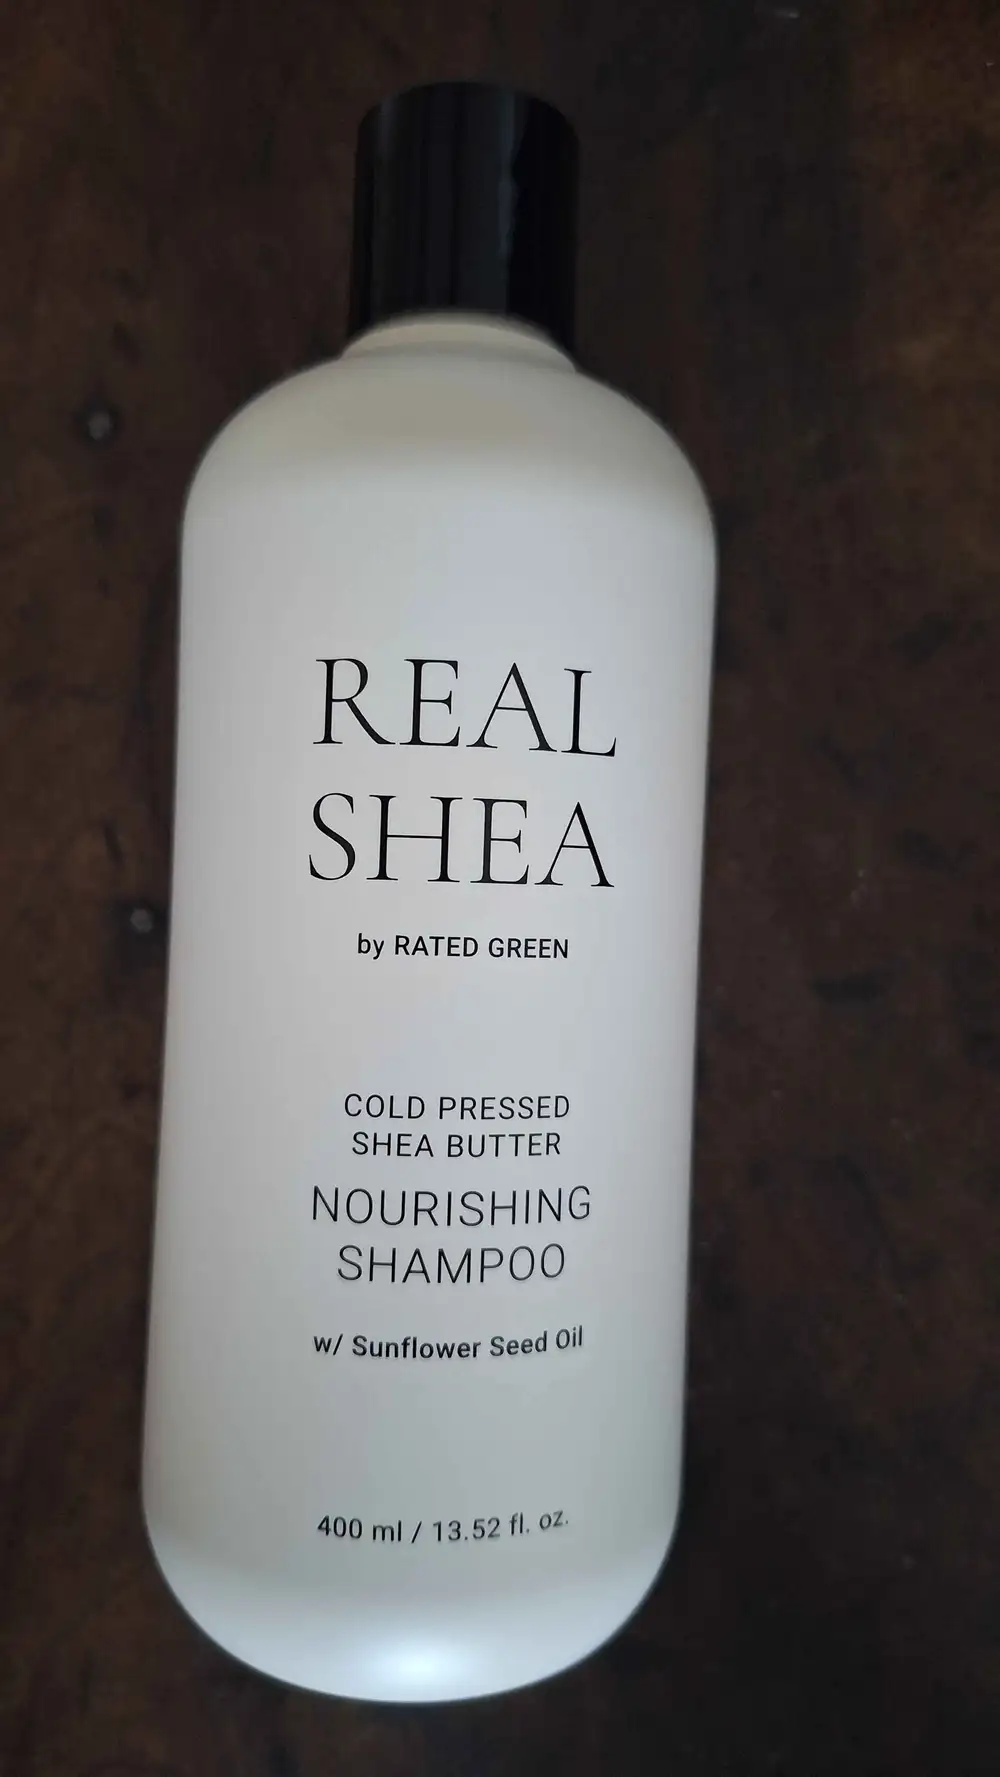 REAL
SHEA
by RATED GREEN
COLD PRESSED
SHEA BUTTER
NOURISHING
SHAMPOO
w/ Sunflower Seed Oil
400 ml / 13.52 fl. oz.